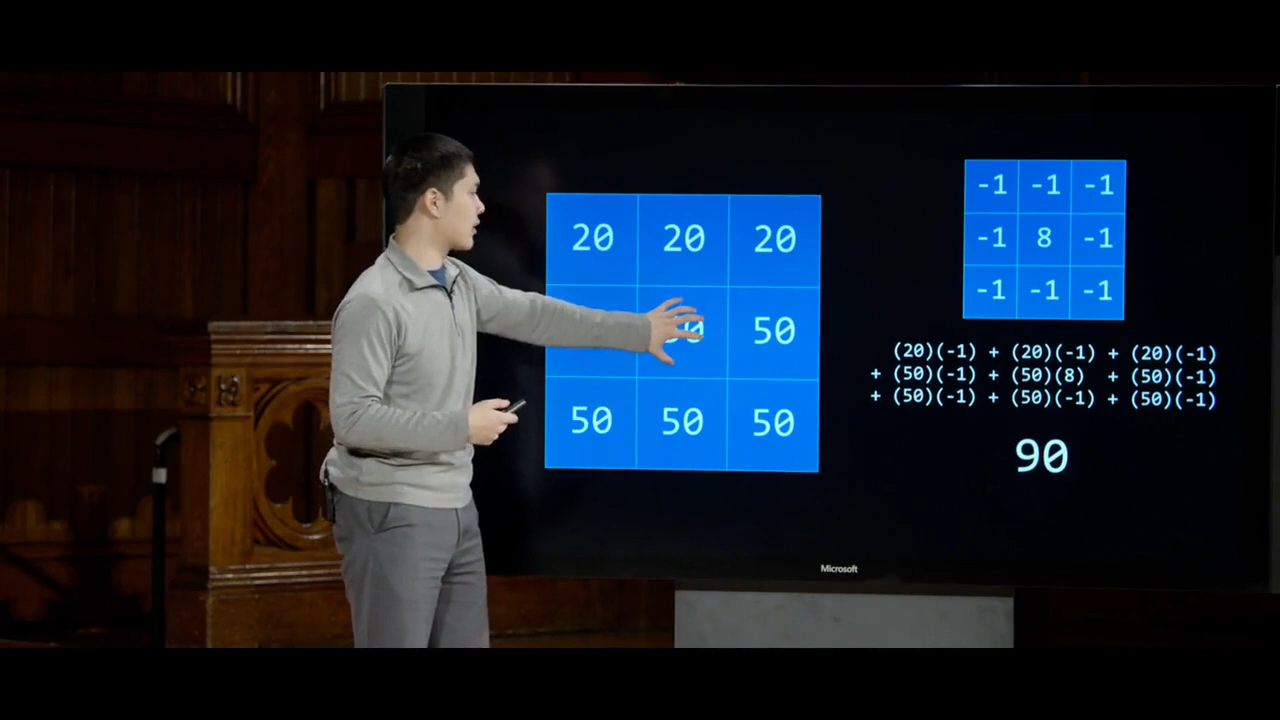 20 20 20
50
50 50 50
-1 -1 -1
-1 8 -1
-1 -1 -1
(20)(-1) + (20)(-1) + (20)(-1)
+ (50)(-1) + (50)(8) + (50)(-1)
+ (50)(-1) + (50)(-1) + (50)(-1)
90
Microsoft